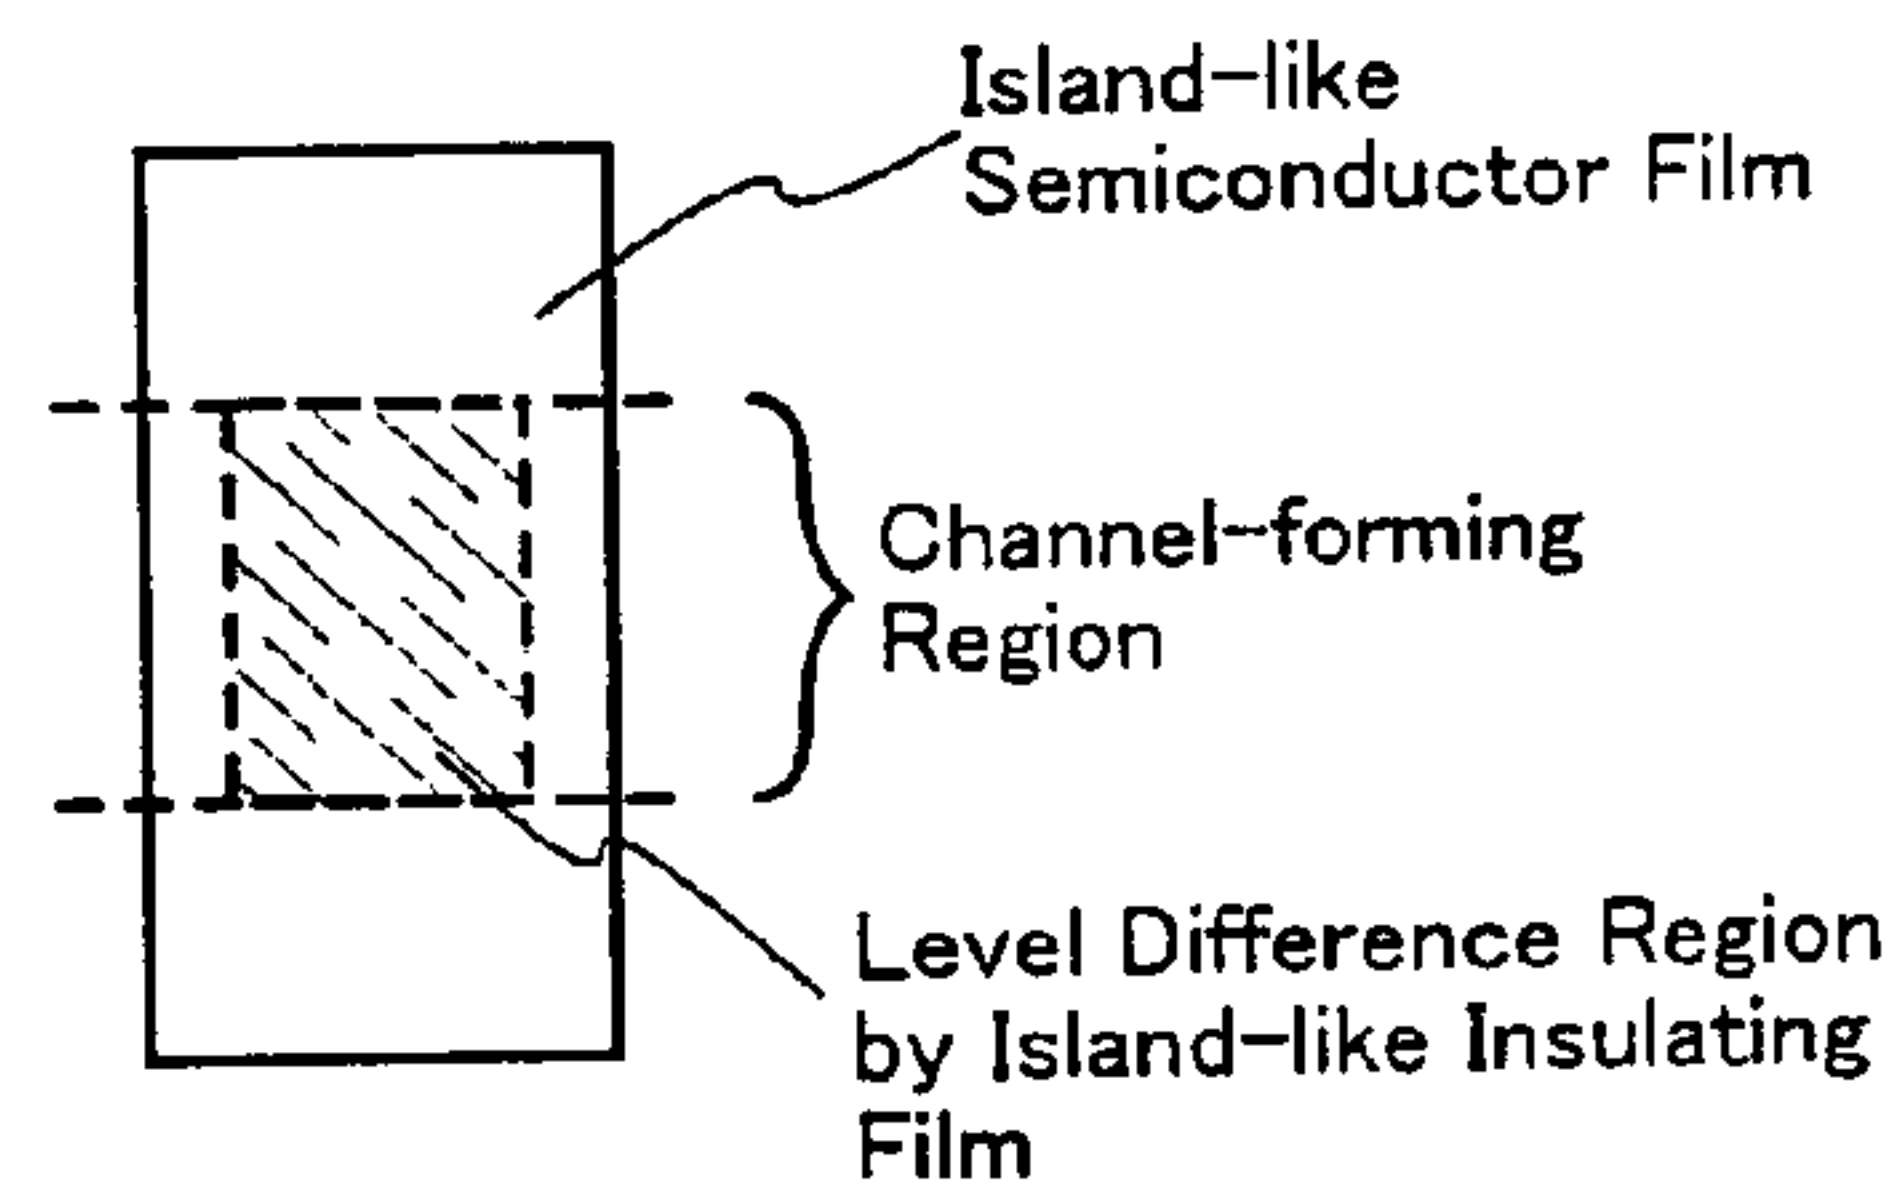 Island-like
Semiconductor Film
Channel-forming
Region
Level Difference Region
by Island-like Insulating
Film